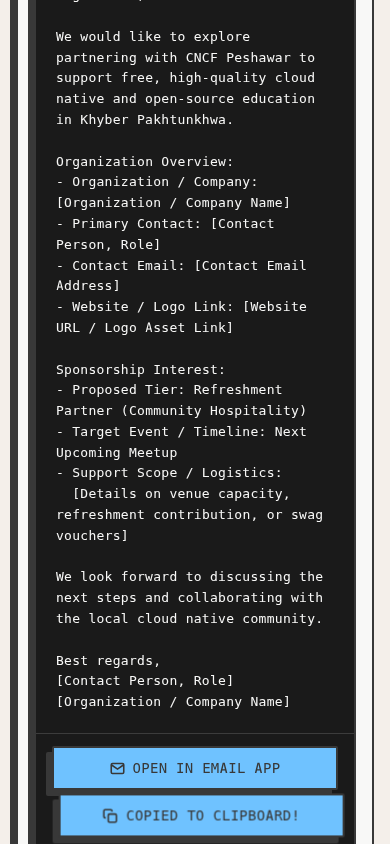 We would like to explore
partnering with CNCF Peshawar to
support free, high-quality cloud
native and open-source education
in Khyber Pakhtunkhwa.
Organization Overview:
- Organization / Company:
[Organization / Company Name]
- Primary Contact: [Contact
Person, Role]
- Contact Email: [Contact Email
Address]
- Website / Logo Link: [Website
URL / Logo Asset Link]
Sponsorship Interest:
- Proposed Tier: Refreshment
Partner (Community Hospitality)
- Target Event / Timeline: Next
Upcoming Meetup
- Support Scope / Logistics:
[Details on venue capacity,
refreshment contribution, or swag
vouchers]
We look forward to discussing the
next steps and collaborating with
the local cloud native community.
Best regards,
[Contact Person, Role]
[Organization / Company Name]
OPEN IN EMAIL APP
COPIED TO CLIPBOARD!